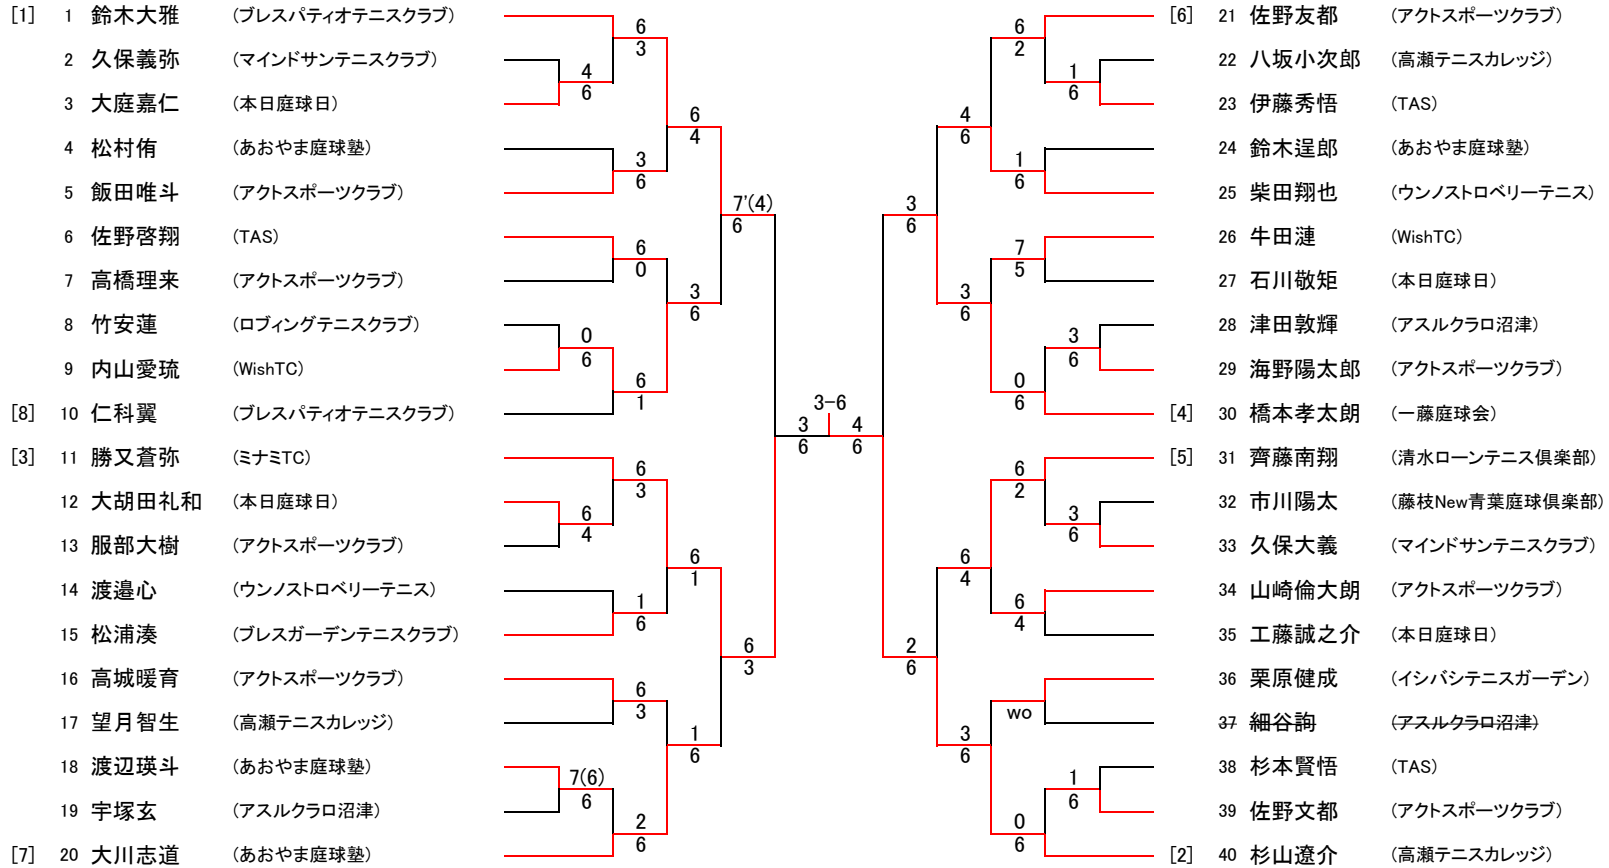 [1] 1 鈴木大雅 (ブレスパティオテニスクラブ)
2 久保義弥 (マインドサンテニスクラブ)
3 大庭嘉仁 (本日庭球日)
4 松村侑 (あおやま庭球塾)
5 飯田唯斗 (アクトスポーツクラブ)
6 佐野啓翔 (TAS)
7 高橋理来 (アクトスポーツクラブ)
8 竹安蓮 (ロブィングテニスクラブ)
9 内山愛琉 (WishTC)
[8] 10 仁科翼 (ブレスパティオテニスクラブ)
[3] 11 勝又蒼弥 (ミナミTC)
12 大胡田礼和 (本日庭球日)
13 服部大樹 (アクトスポーツクラブ)
14 渡邉心 (ウンノストロベリーテニス)
15 松浦湊 (ブレスガーデンテニスクラブ)
16 高城暖育 (アクトスポーツクラブ)
17 望月智生 (高瀬テニスカレッジ)
18 渡辺瑛斗 (あおやま庭球塾)
19 宇塚玄 (アスルクラロ沼津)
[7] 20 大川志道 (あおやま庭球塾)
4
6
0
6
6
4
7(6)
6
6
3
3
6
6
0
6
1
6
3
1
6
6
3
2
6
6
4
3
6
6
1
1
6
7'(4)
6
6
3
3
6
3-6
4
6
3
6
2
6
4
6
3
6
6
4
3
6
6
2
1
6
7
5
0
6
6
2
6
4
wo
0
6
1
6
3
6
3
6
1
6
[6] 21 佐野友都 (アクトスポーツクラブ)
22 八坂小次郎 (高瀬テニスカレッジ)
23 伊藤秀悟 (TAS)
24 鈴木逞郎 (あおやま庭球塾)
25 柴田翔也 (ウンノストロベリーテニス)
26 牛田漣 (WishTC)
27 石川敬矩 (本日庭球日)
28 津田敦輝 (アスルクラロ沼津)
29 海野陽太郎 (アクトスポーツクラブ)
[4] 30 橋本孝太朗 (一藤庭球会)
[5] 31 齊藤南翔 (清水ローンテニス倶楽部)
32 市川陽太 (藤枝New青葉庭球倶楽部)
33 久保大義 (マインドサンテニスクラブ)
34 山崎倫大朗 (アクトスポーツクラブ)
35 工藤誠之介 (本日庭球日)
36 栗原健成 (イシバシテニスガーデン)
37 細谷詢 (アスルクラロ沼津)
38 杉本賢悟 (TAS)
39 佐野文都 (アクトスポーツクラブ)
[2] 40 杉山遼介 (高瀬テニスカレッジ)